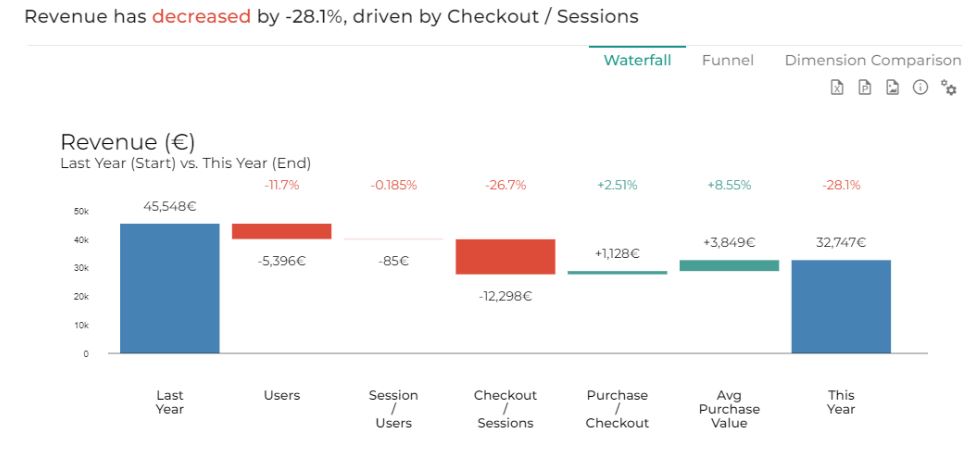 Revenue has decreased by -28.1%, driven by Checkout / Sessions
Waterfall Funnel Dimension Comparison
Revenue (€)
Last Year (Start) vs. This Year (End)
-11.7% -0.185% -26.7% +2.51% +8.55% -28.1%
50k
40k
30k
20k
10k
0
45,548€
-5,396€
-85€
-12,298€
+1,128€
+3,849€
32,747€
Last
Year
Users
Session
/
Users
Checkout
/
Sessions
Purchase
/
Checkout
Avg
Purchase
Value
This
Year